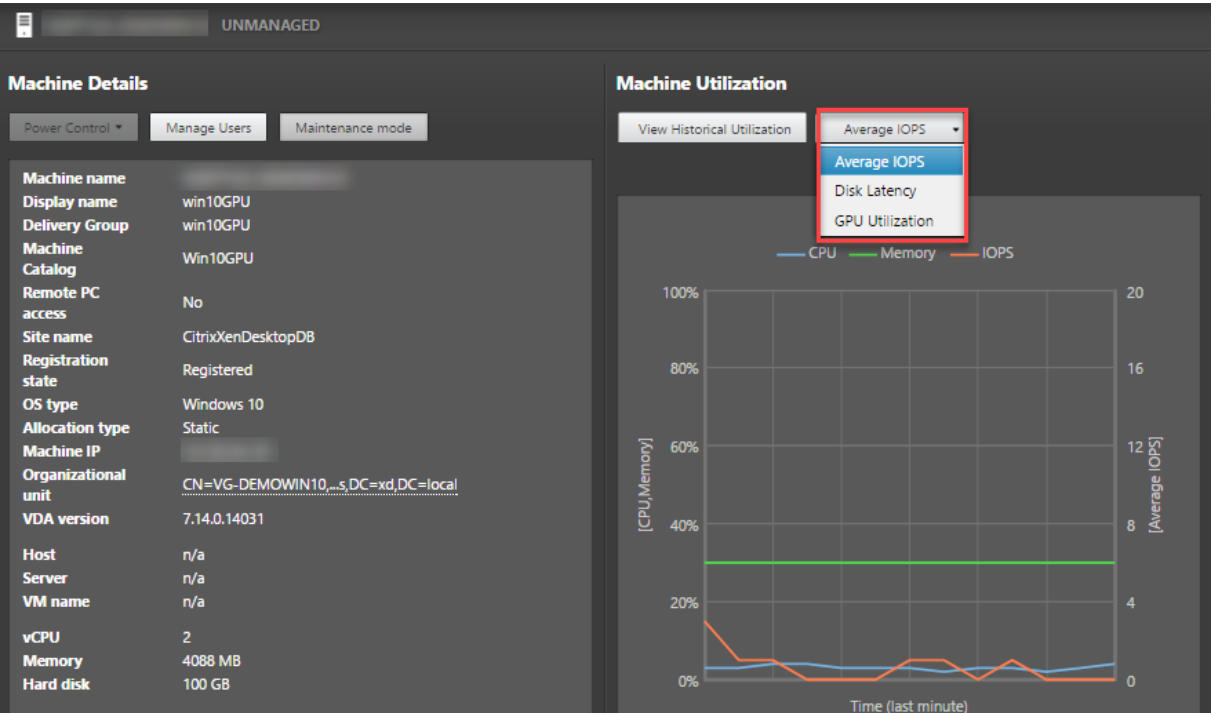 UNMANAGED
Machine Details
Power Control
Manage Users
Maintenance mode
Machine name
Display name win10GPU
Delivery Group win10GPU
Machine
Catalog
Win10GPU
Remote PC
access
No
Site name CitrixXenDesktopDB
Registration
state
Registered
OS type Windows 10
Allocation type Static
Machine IP
Organizational
unit
CN=VG-DEMOWIN10,...s,DC=xd,DC=local
VDA version 7.14.0.14031
Host n/a
Server n/a
VM name n/a
vCPU 2
Memory 4088 MB
Hard disk 100 GB
Machine Utilization
View Historical Utilization
Average IOPS
Average IOPS
Disk Latency
GPU Utilization
CPU Memory IOPS
100% 20
80% 16
60% 12
40% 8
20% 4
0% 0
[CPU,Memory]
[Average IOPS]
Time (last minute)